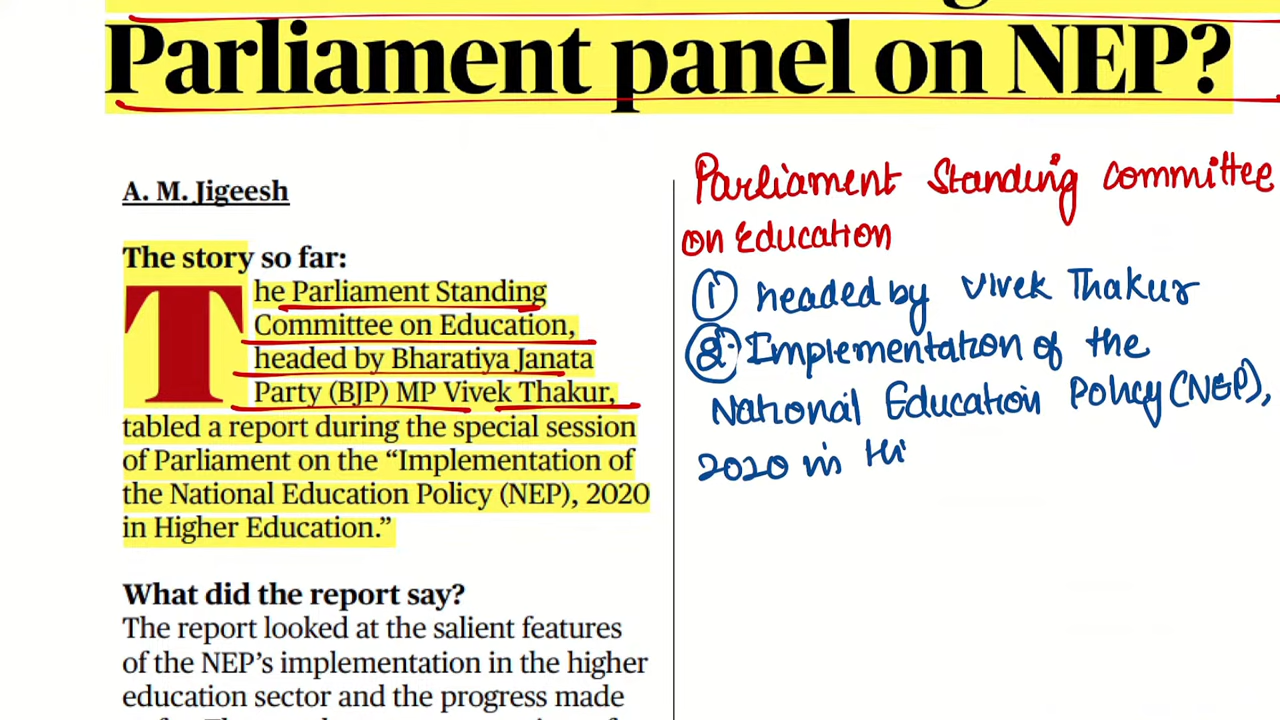 Parliament panel on NEP?
A. M. Jigeesh
The story so far:
The Parliament Standing
Committee on Education,
headed by Bharatiya Janata
Party (BJP) MP Vivek Thakur,
tabled a report during the special session
of Parliament on the “Implementation of
the National Education Policy (NEP), 2020
in Higher Education.”
What did the report say?
The report looked at the salient features
of the NEP’s implementation in the higher
education sector and the progress made
Parliament Standing committee
on Education
① headed by Vivek Thakur
② Implementation of the
National Education Policy (NEP),
2020 in Hi